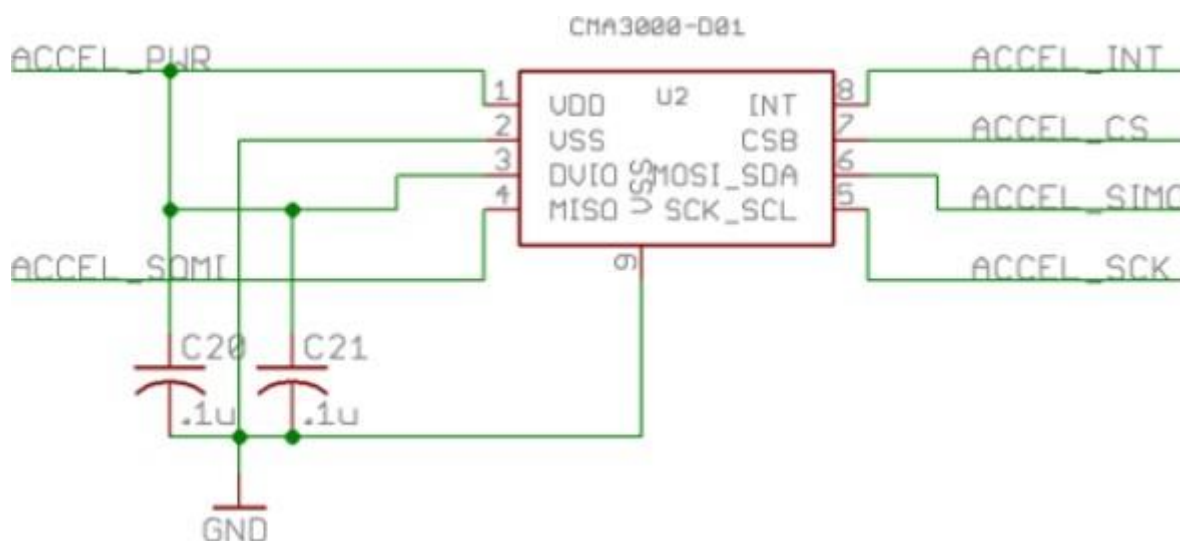 CMA3000-D01
ACCEL_PWR
ACCEL_INT
1
VDD
U2
INT
8
2
VSS
CSB
7
ACCEL_CS
3
DVIO
VSS
MOSI_SDA
6
ACCEL_SIMO
4
MISO
SCK_SCL
5
ACCEL_SOMI
9
ACCEL_SCK
C20
C21
.1u
.1u
GND